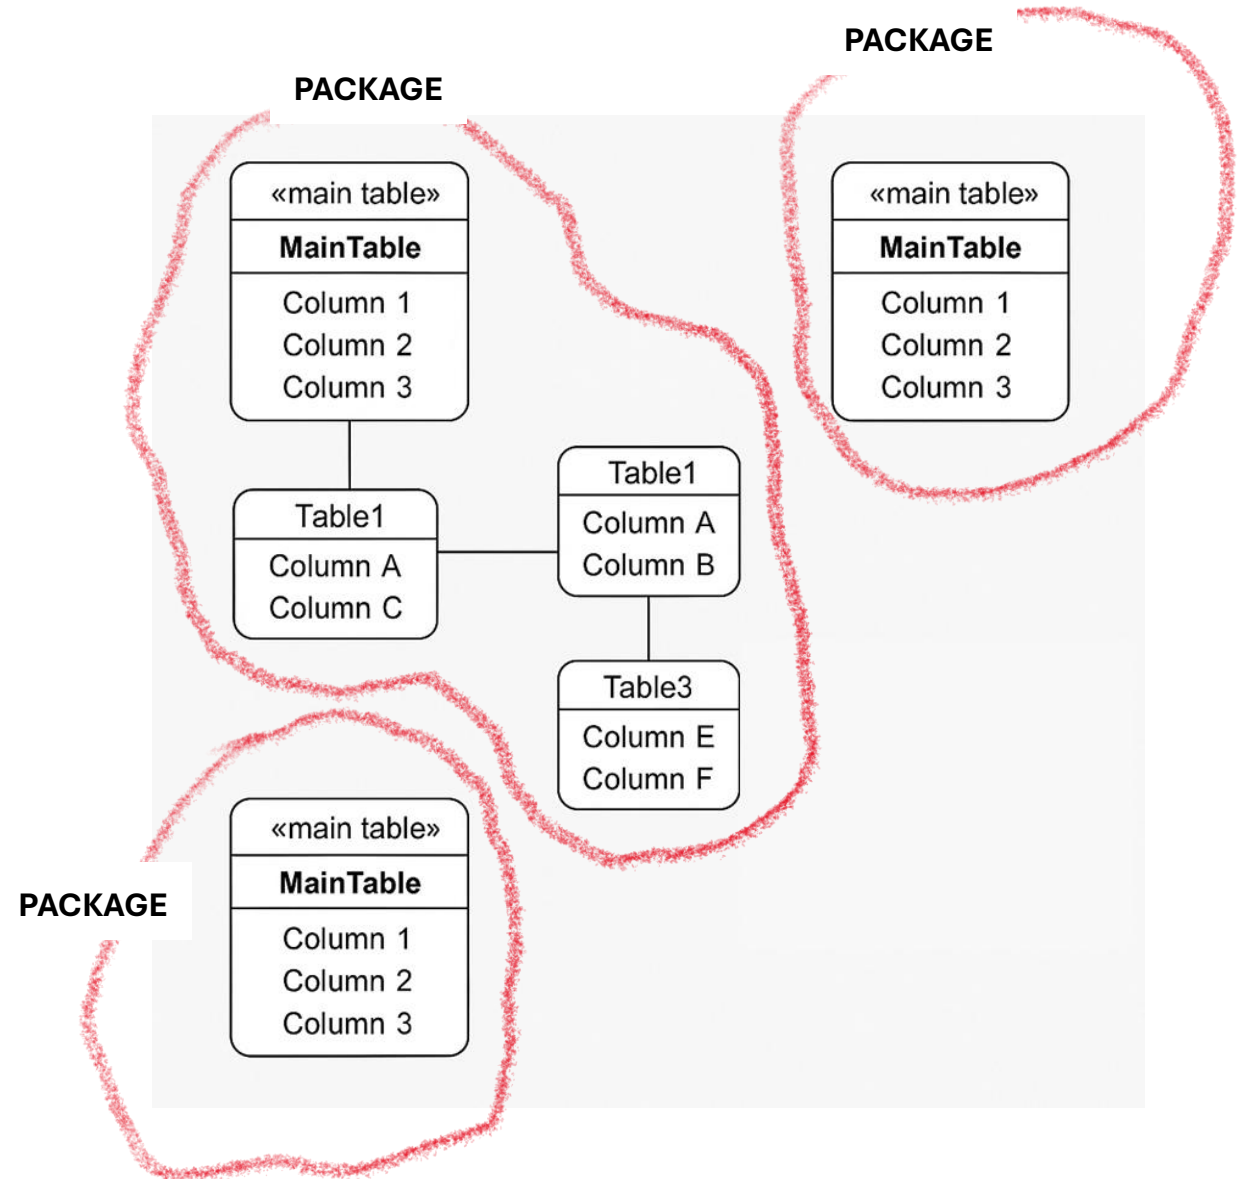 PACKAGE
«main table»
MainTable
Column 1
Column 2
Column 3
Table1
Column A
Column C
Table1
Column A
Column B
Table3
Column E
Column F
PACKAGE
«main table»
MainTable
Column 1
Column 2
Column 3
PACKAGE
«main table»
MainTable
Column 1
Column 2
Column 3